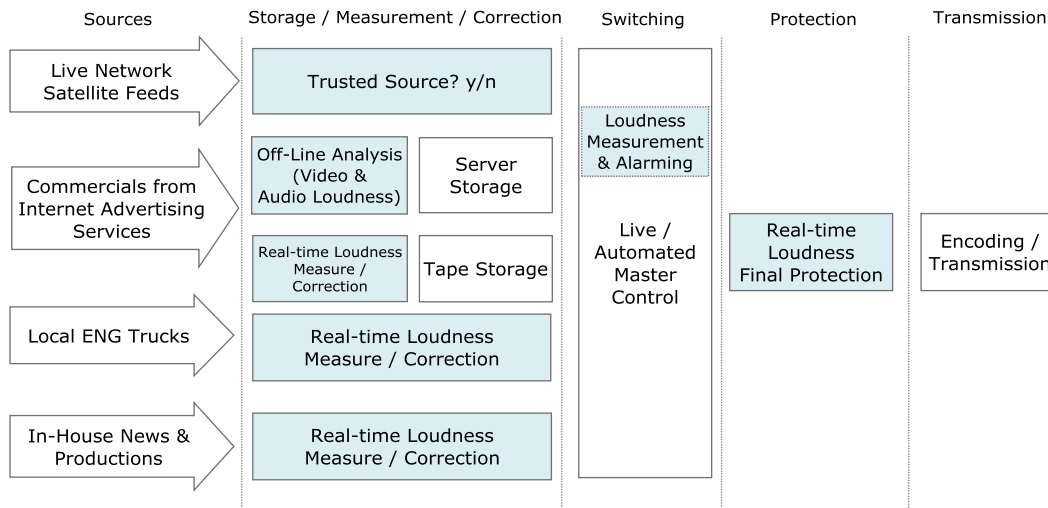 Sources
Storage / Measurement / Correction
Switching
Protection
Transmission
Live Network
Satellite Feeds
Trusted Source? y/n
Loudness
Measurement
& Alarming
Commercials from
Internet Advertising
Services
Off-Line Analysis
(Video &
Audio Loudness)
Server
Storage
Real-time Loudness
Measure /
Correction
Tape Storage
Live /
Automated
Master
Control
Real-time
Loudness
Final Protection
Encoding /
Transmission
Local ENG Trucks
Real-time Loudness
Measure / Correction
In-House News &
Productions
Real-time Loudness
Measure / Correction